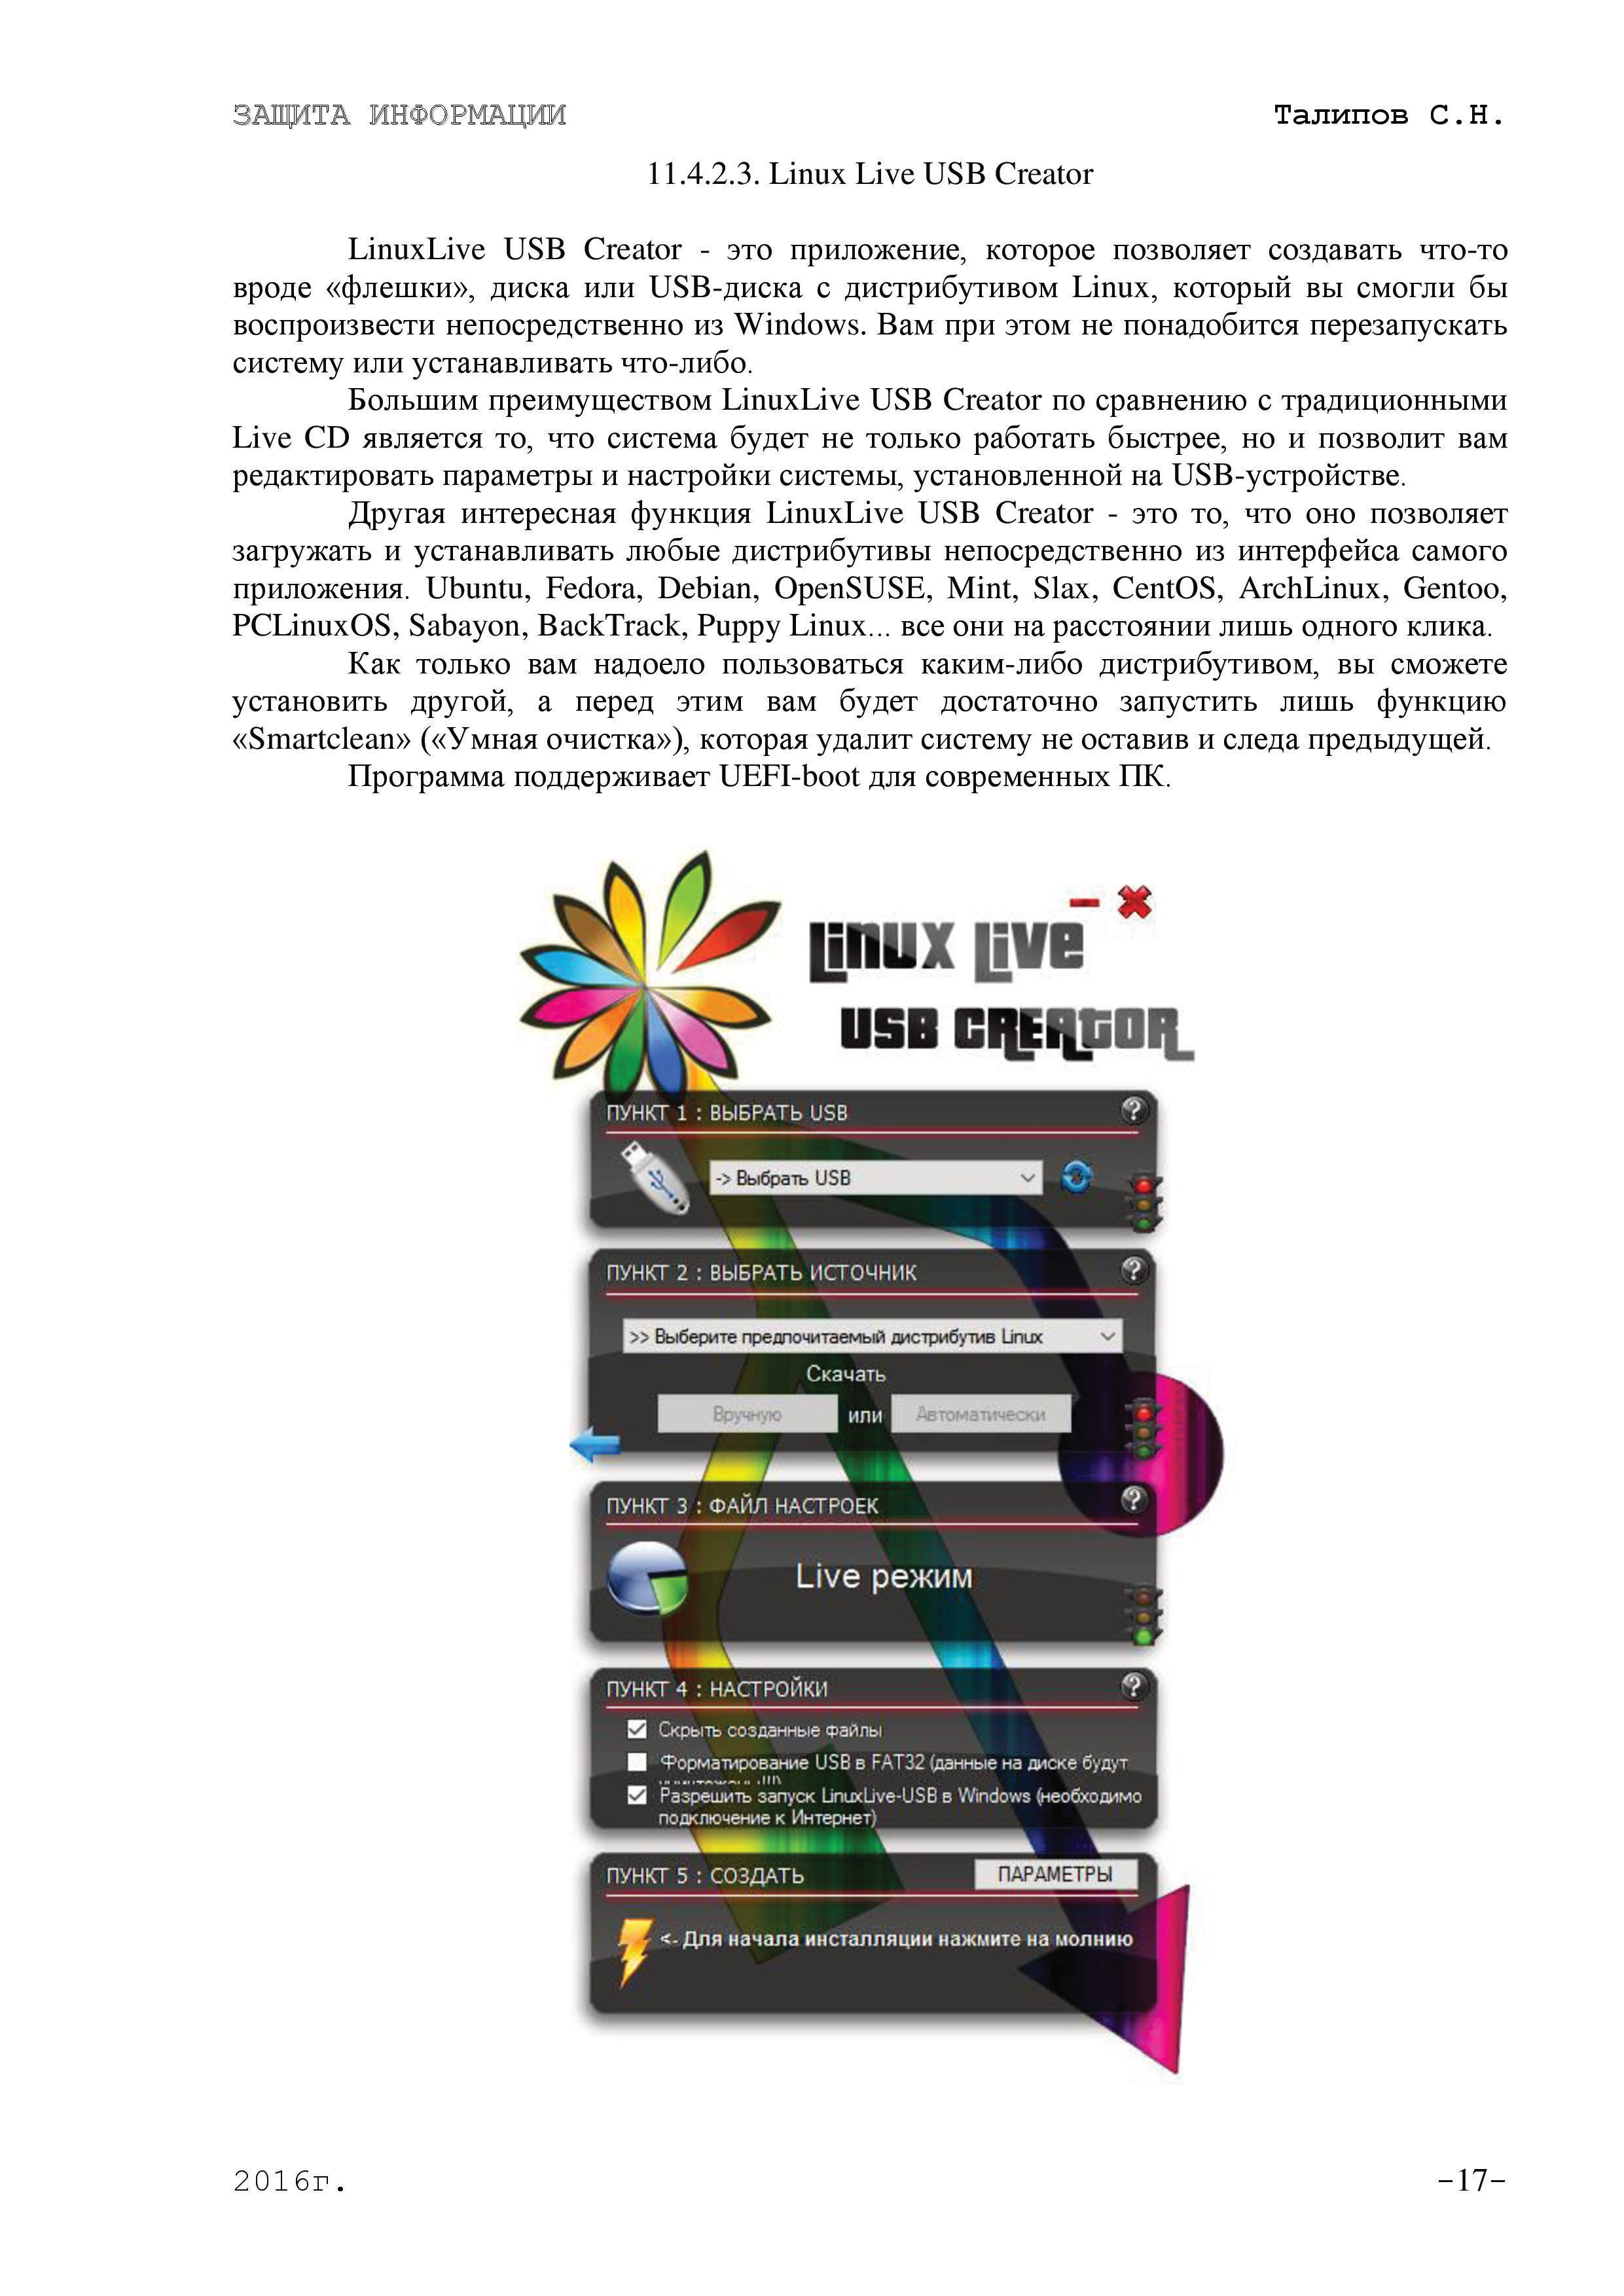 ЗАЩИТА ИНФОРМАЦИИ
Талипов С.Н.
11.4.2.3. Linux Live USB Creator
LinuxLive USB Creator - это приложение, которое позволяет создавать что-то
вроде «флешки», диска или USB-диска с дистрибутивом Linux, который вы смогли бы
воспроизвести непосредственно из Windows. Вам при этом не понадобится перезапускать
систему или устанавливать что-либо.
Большим преимуществом LinuxLive USB Creator по сравнению с традиционными
Live CD является то, что система будет не только работать быстрее, но и позволит вам
редактировать параметры и настройки системы, установленной на USB-устройстве.
Другая интересная функция LinuxLive USB Creator - это то, что оно позволяет
загружать и устанавливать любые дистрибутивы непосредственно из интерфейса самого
приложения. Ubuntu, Fedora, Debian, OpenSUSE, Mint, Slax, CentOS, ArchLinux, Gentoo,
PCLinuxOS, Sabayon, BackTrack, Puppy Linux... все они на расстоянии лишь одного клика.
Как только вам надоело пользоваться каким-либо дистрибутивом, вы сможете
установить другой, а перед этим вам будет достаточно запустить лишь функцию
«Smartclean» («Умная очистка»), которая удалит систему не оставив и следа предыдущей.
Программа поддерживает UEFI-boot для современных ПК.
Linux Live
USB CREATOR
ПУНКТ 1 : ВЫБРАТЬ USB
?
-> Выбрать USB
ПУНКТ 2 : ВЫБРАТЬ ИСТОЧНИК
?
>> Выберите предпочитаемый дистрибутив Linux
Скачать
Вручную или Автоматически
ПУНКТ 3 : ФАЙЛ НАСТРОЕК
?
Live режим
ПУНКТ 4 : НАСТРОЙКИ
?
Скрыть созданные файлы
Форматирование USB в FAT32 (данные на диске будут
Разрешить запуск LinuxLive-USB в Windows (необходимо
подключение к Интернет)
ПУНКТ 5 : СОЗДАТЬ
ПАРАМЕТРЫ
<- Для начала инсталляции нажмите на молнию
2016г.
-17-